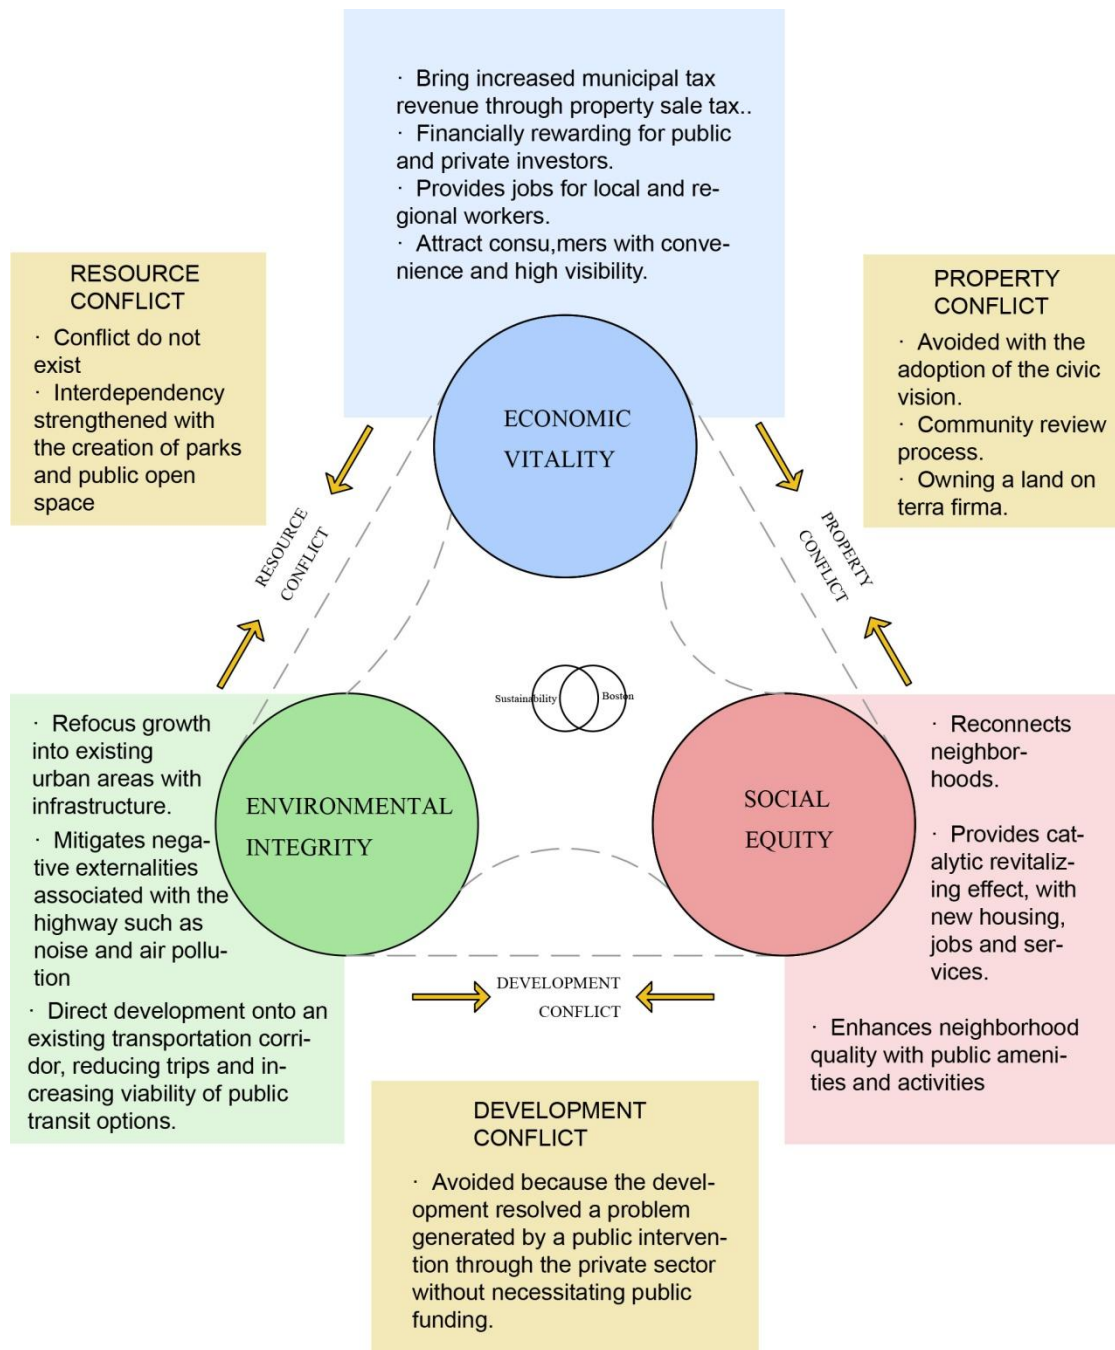 · Bring increased municipal tax
revenue through property sale tax..
· Financially rewarding for public
and private investors.
· Provides jobs for local and re-
gional workers.
· Attract consu,mers with conve-
nience and high visibility.
RESOURCE
CONFLICT
· Conflict do not
exist
· Interdependency
strengthened with
the creation of parks
and public open
space
PROPERTY
CONFLICT
· Avoided with the
adoption of the civic
vision.
· Community review
process.
· Owning a land on
terra firma.
ECONOMIC
VITALITY
RESOURCE
CONFLICT
PROPERTY
CONFLICT
Sustainability
Boston
· Refocus growth
into existing
urban areas with
infrastructure.
· Mitigates nega-
tive externalities
associated with the
highway such as
noise and air pollu-
tion
· Direct development onto an
existing transportation corri-
dor, reducing trips and in-
creasing viability of public
transit options.
ENVIRONMENTAL
INTEGRITY
SOCIAL
EQUITY
· Reconnects
neighbor-
hoods.
· Provides cat-
alytic revitaliz-
ing effect, with
new housing,
jobs and ser-
vices.
· Enhances neighborhood
quality with public ameni-
ties and activities
DEVELOPMENT
CONFLICT
DEVELOPMENT
CONFLICT
· Avoided because the devel-
opment resolved a problem
generated by a public interven-
tion through the private sector
without necessitating public
funding.